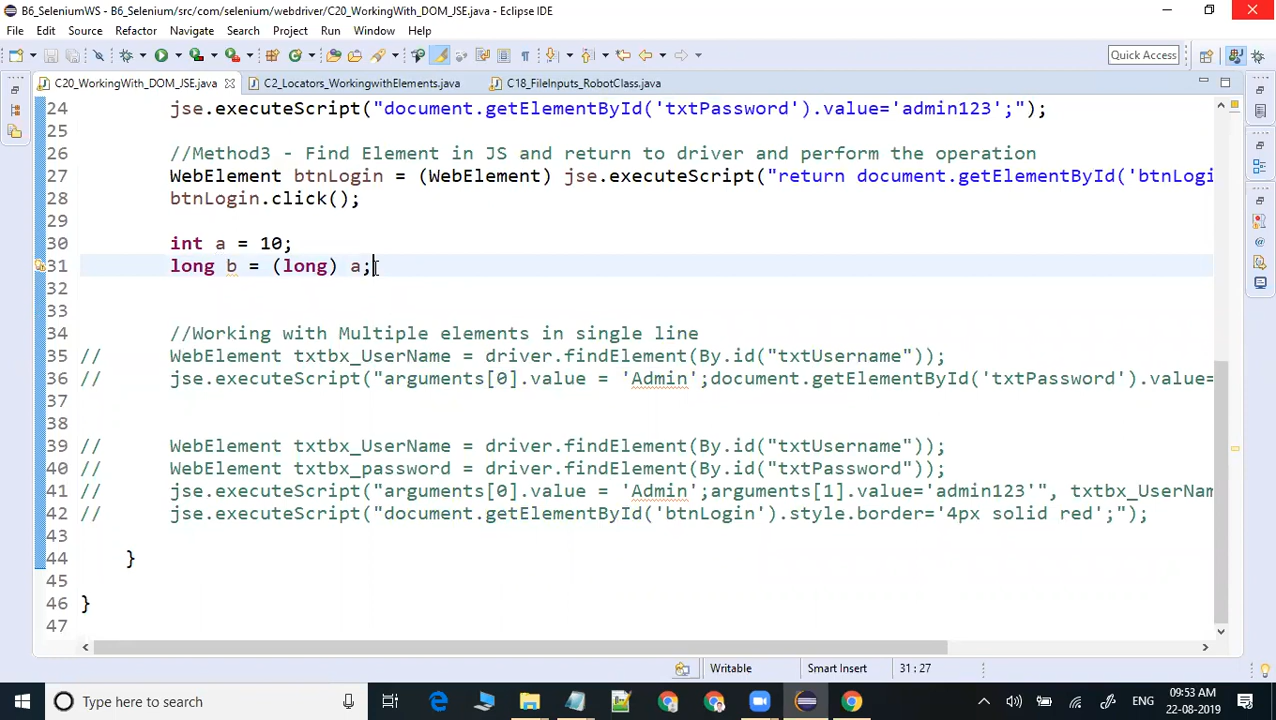 B6_SeleniumWS - B6_Selenium/src/com/selenium/webdriver/C20_WorkingWith_DOM_JSE.java - Eclipse IDE
File Edit Source Refactor Navigate Search Project Run Window Help
Quick Access
C20_WorkingWith_DOM_JSE.java C2_Locators_WorkingwithElements.java C18_FileInputs_RobotClass.java
24 jse.executeScript("document.getElementById('txtPassword').value='admin123';");
25
26 //Method3 - Find Element in JS and return to driver and perform the operation
27 WebElement btnLogin = (WebElement) jse.executeScript("return document.getElementById('btnLogi
28 btnLogin.click();
29
30 int a = 10;
31 long b = (long) a;
32
33
34 //Working with Multiple elements in single line
35 // WebElement txtbx_UserName = driver.findElement(By.id("txtUsername"));
36 // jse.executeScript("arguments[0].value = 'Admin';document.getElementById('txtPassword').value=
37
38
39 // WebElement txtbx_UserName = driver.findElement(By.id("txtUsername"));
40 // WebElement txtbx_password = driver.findElement(By.id("txtPassword"));
41 // jse.executeScript("arguments[0].value = 'Admin';arguments[1].value='admin123'", txtbx_UserNam
42 // jse.executeScript("document.getElementById('btnLogin').style.border='4px solid red';");
43
44 }
45
46 }
47
Writable Smart Insert 31 : 27
Type here to search
ENG
09:53 AM
22-08-2019